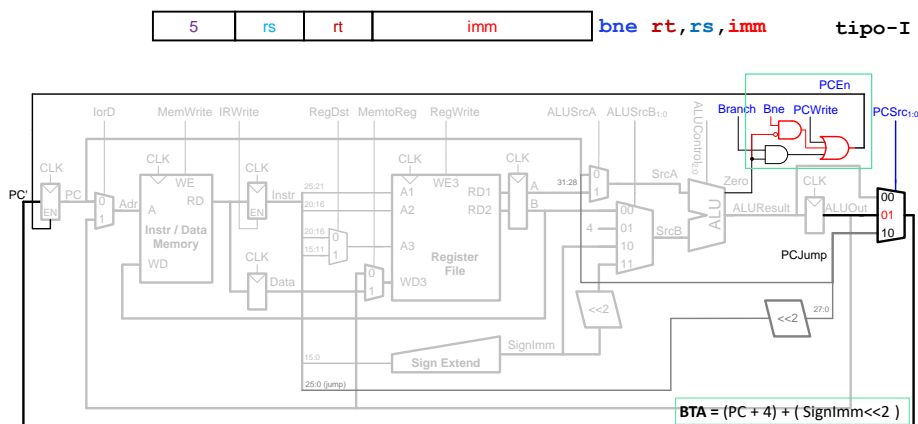 5 rs rt imm bne rt,rs,imm tipo-I
PCEn
IorD MemWrite IRWrite RegDst MemtoReg RegWrite ALUSrcA ALUSrcB1:0 ALUControl2:0 Branch Bne PCWrite PCSrc1:0
CLK CLK CLK CLK CLK CLK
PC' PC EN 0 1 Adr WE A RD Instr / Data Memory WD
EN Instr 25:21 20:16 20:16 15:11 0 1
CLK Data 0 1
WE3 A1 RD1 A2 RD2 A3 Register File WD3
A B 31:28 0 1 SrcA
4 00 01 10 11 SrcB
ALU Zero ALUResult ALUOut 00 01 10
PCJump
<<2 <<2 27:0
SignImm
15:0 Sign Extend
25:0 (jump)
BTA = (PC + 4) + ( SignImm<<2 )